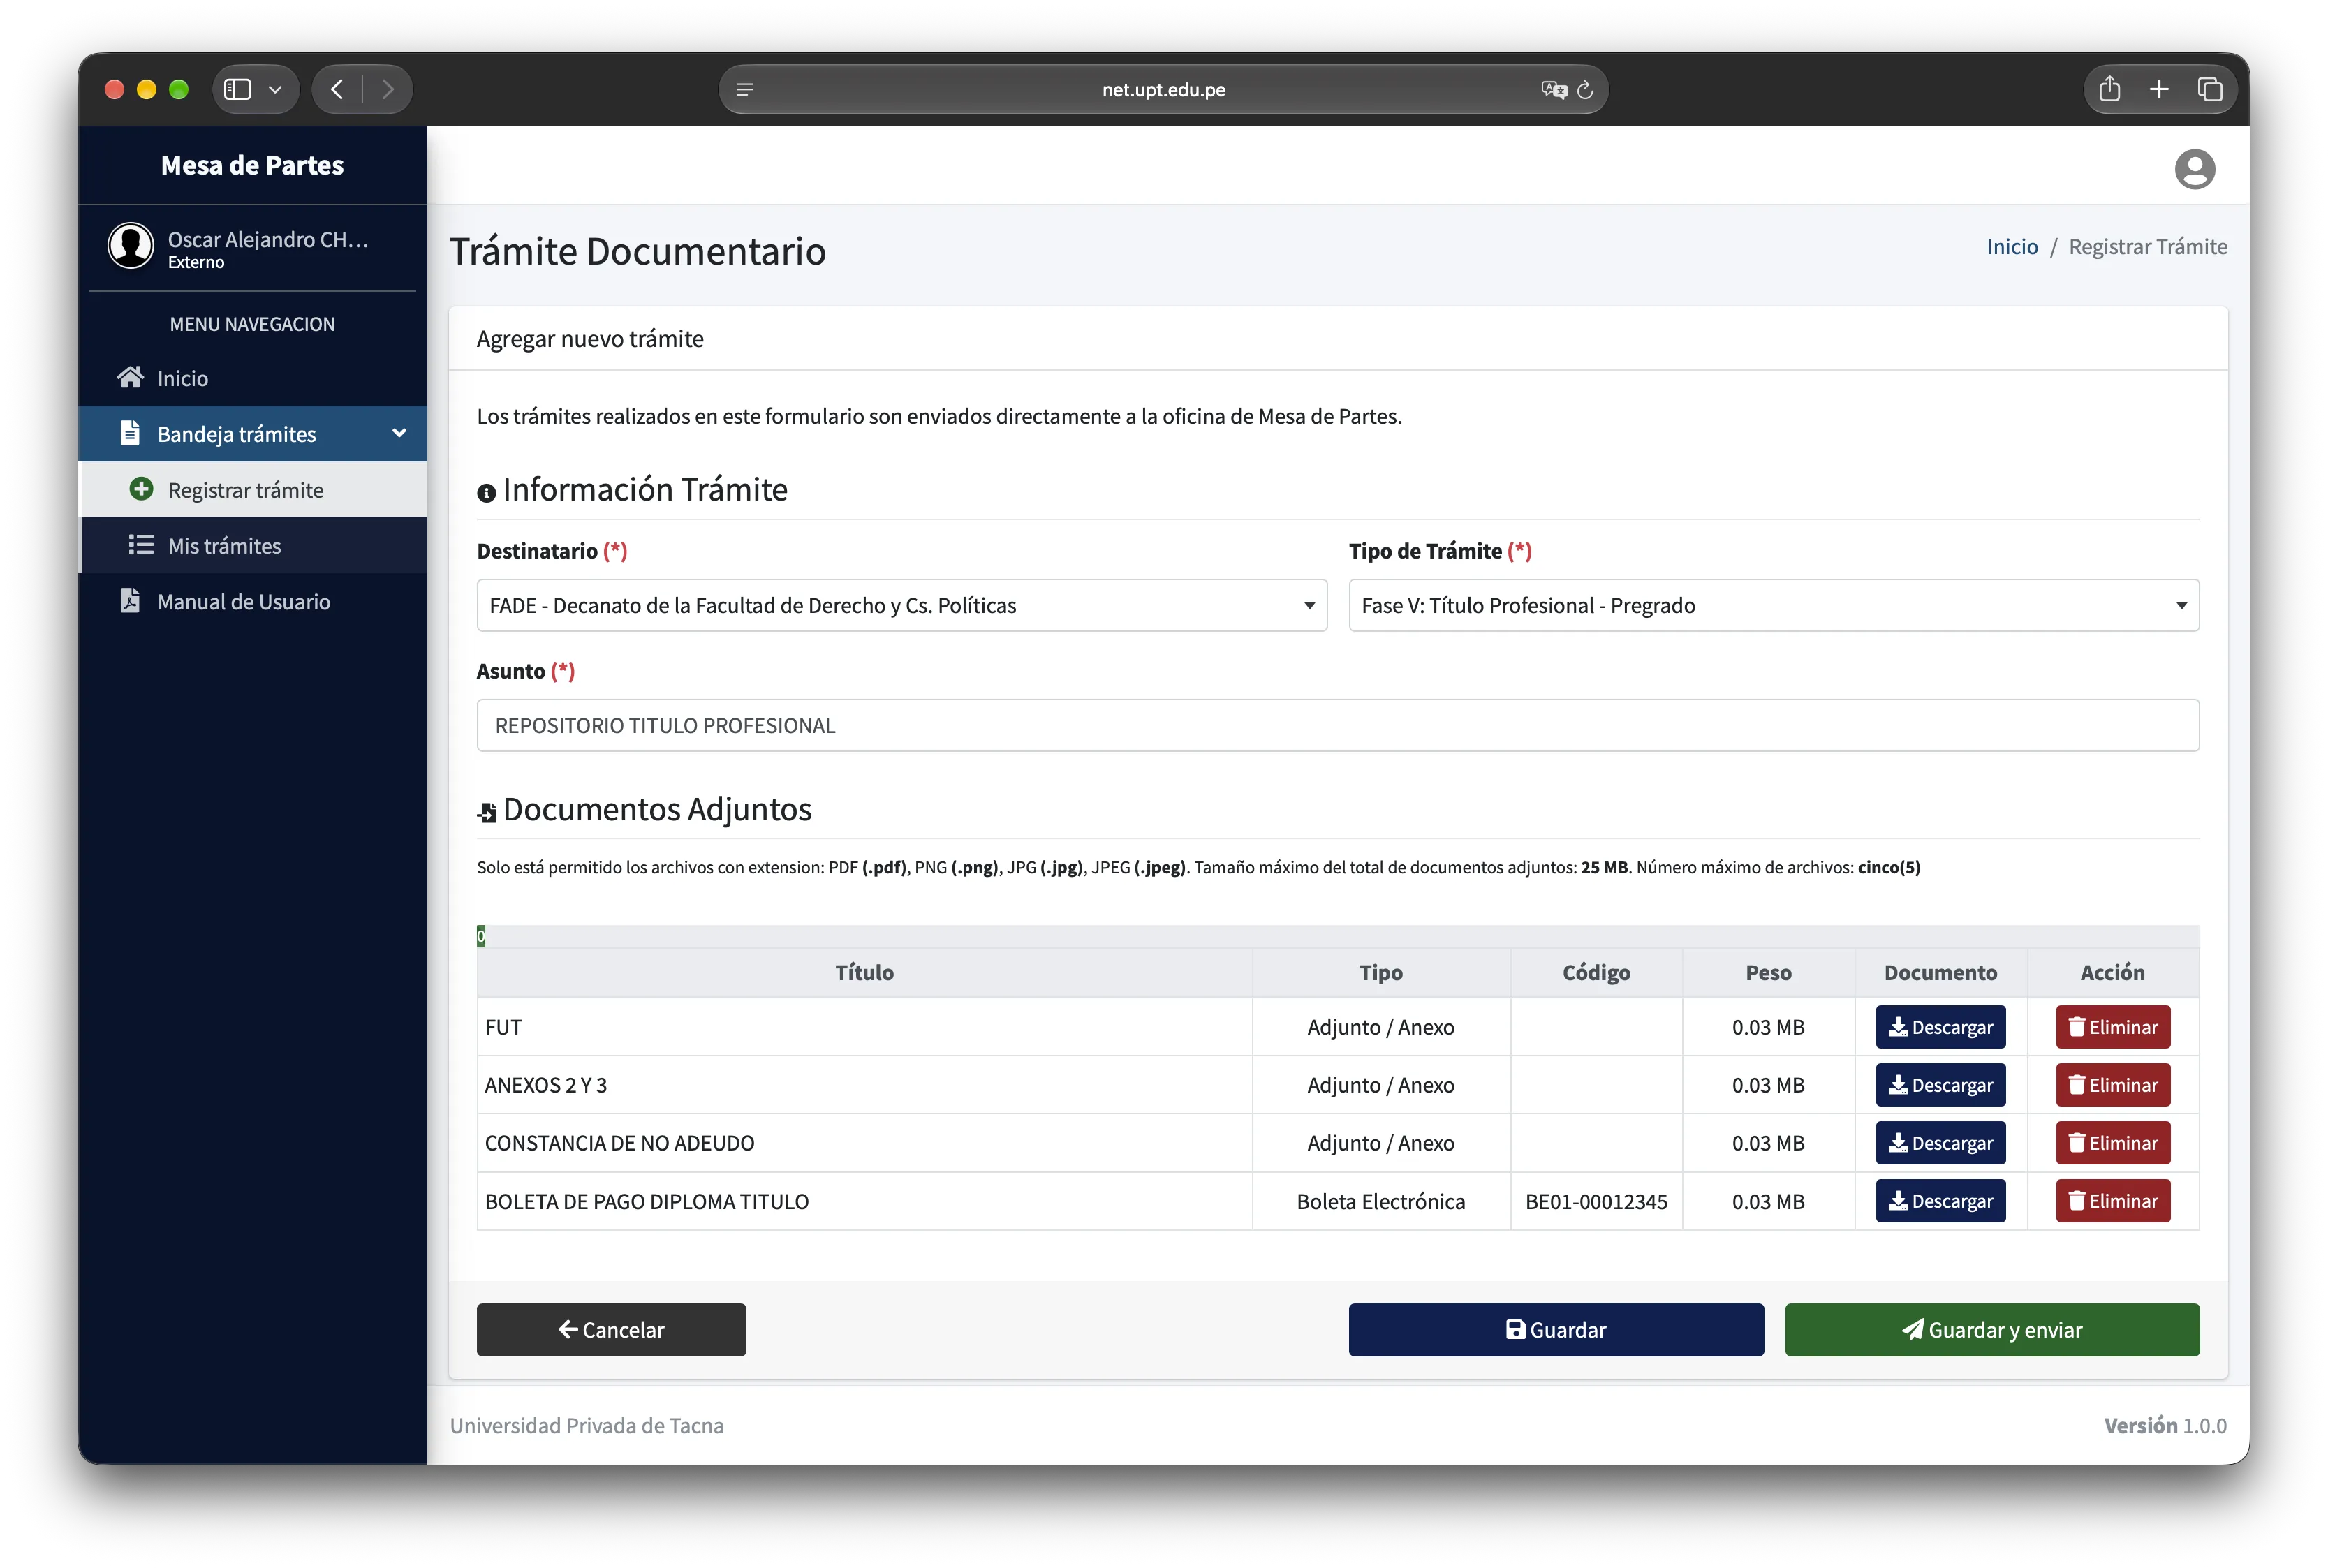 net.upt.edu.pe
Mesa de Partes
Oscar Alejandro CH...
Externo
MENU NAVEGACION
Inicio
Bandeja trámites
Registrar trámite
Mis trámites
Manual de Usuario
Trámite Documentario
Inicio / Registrar Trámite
Agregar nuevo trámite
Los trámites realizados en este formulario son enviados directamente a la oficina de Mesa de Partes.
Información Trámite
Destinatario (*)
Tipo de Trámite (*)
FADE - Decanato de la Facultad de Derecho y Cs. Políticas
Fase V: Título Profesional - Pregrado
Asunto (*)
REPOSITORIO TITULO PROFESIONAL
Documentos Adjuntos
Solo está permitido los archivos con extension: PDF (.pdf), PNG (.png), JPG (.jpg), JPEG (.jpeg). Tamaño máximo del total de documentos adjuntos: 25 MB. Número máximo de archivos: cinco(5)
0
Título Tipo Código Peso Documento Acción
FUT Adjunto / Anexo 0.03 MB Descargar Eliminar
ANEXOS 2 Y 3 Adjunto / Anexo 0.03 MB Descargar Eliminar
CONSTANCIA DE NO ADEUDO Adjunto / Anexo 0.03 MB Descargar Eliminar
BOLETA DE PAGO DIPLOMA TITULO Boleta Electrónica BE01-00012345 0.03 MB Descargar Eliminar
Cancelar
Guardar
Guardar y enviar
Universidad Privada de Tacna
Versión 1.0.0